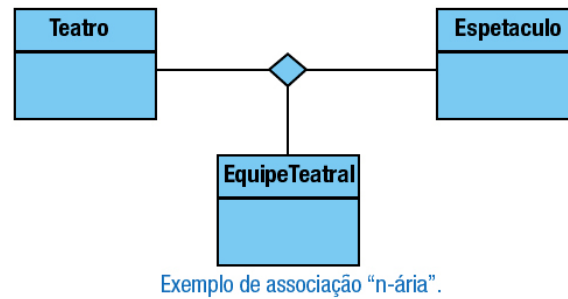 Teatro
Espetaculo
EquipeTeatral
Exemplo de associação “n-ária”.